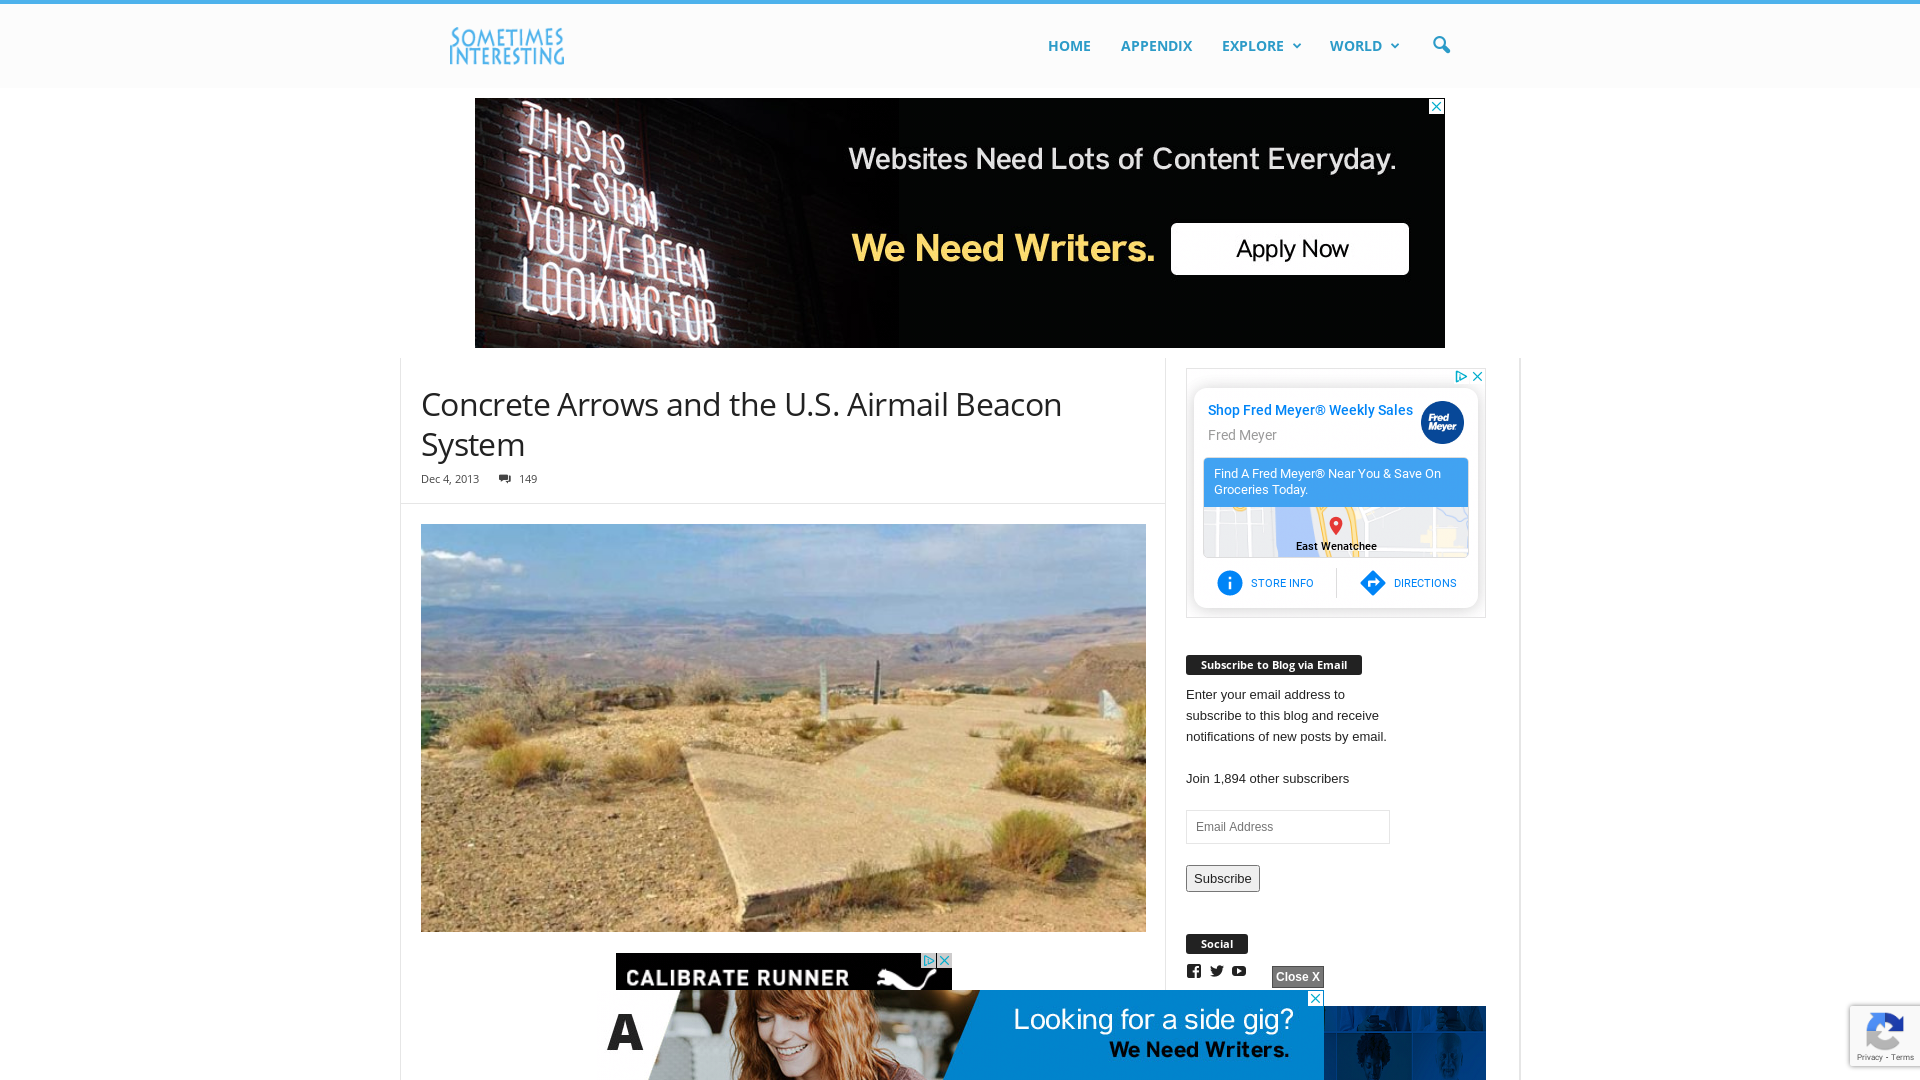 SOMETIMES
INTERESTING
HOME
APPENDIX
EXPLORE
WORLD
THIS IS
THE SIGN
YOU'VE BEEN
LOOKING FOR
Websites Need Lots of Content Everyday.
We Need Writers.
Apply Now
Concrete Arrows and the U.S. Airmail Beacon
System
Dec 4, 2013
149
Shop Fred Meyer® Weekly Sales
Fred Meyer
Fred
Meyer
Find A Fred Meyer® Near You & Save On
Groceries Today.
East Wenatchee
STORE INFO
DIRECTIONS
Subscribe to Blog via Email
Enter your email address to
subscribe to this blog and receive
notifications of new posts by email.
Join 1,894 other subscribers
Email Address
Subscribe
Social
Close X
CALIBRATE RUNNER
A
Looking for a side gig?
We Need Writers.
Privacy - Terms